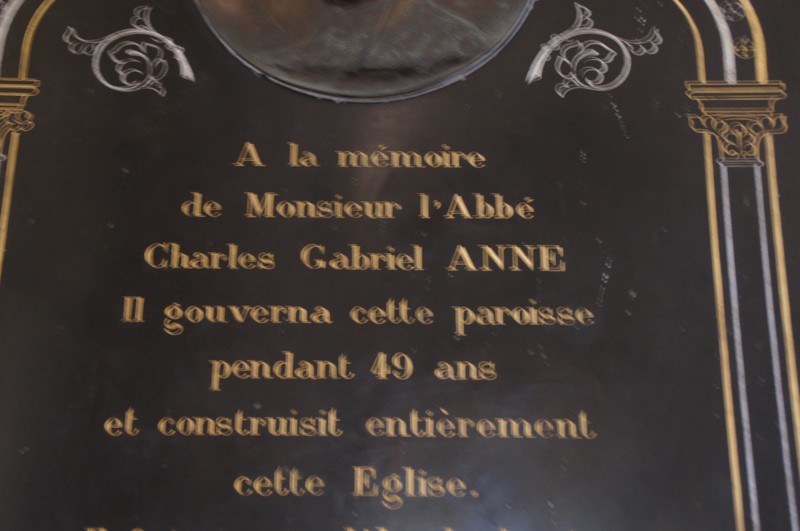 A la mémoire
de Monsieur l'Abbé
Charles Gabriel ANNE
Il gouverna cette paroisse
pendant 49 ans
et construisit entièrement
cette Eglise.